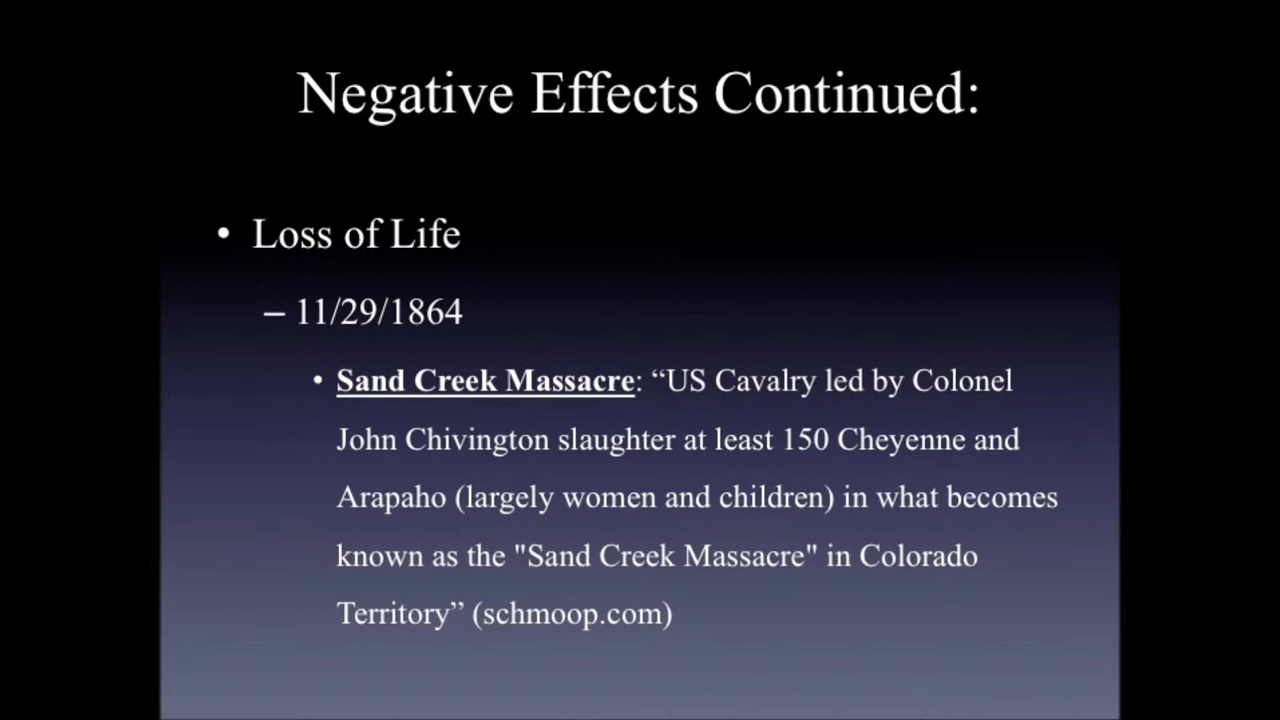 Negative Effects Continued:
• Loss of Life
– 11/29/1864
• Sand Creek Massacre: “US Cavalry led by Colonel
John Chivington slaughter at least 150 Cheyenne and
Arapaho (largely women and children) in what becomes
known as the "Sand Creek Massacre" in Colorado
Territory” (schmoop.com)